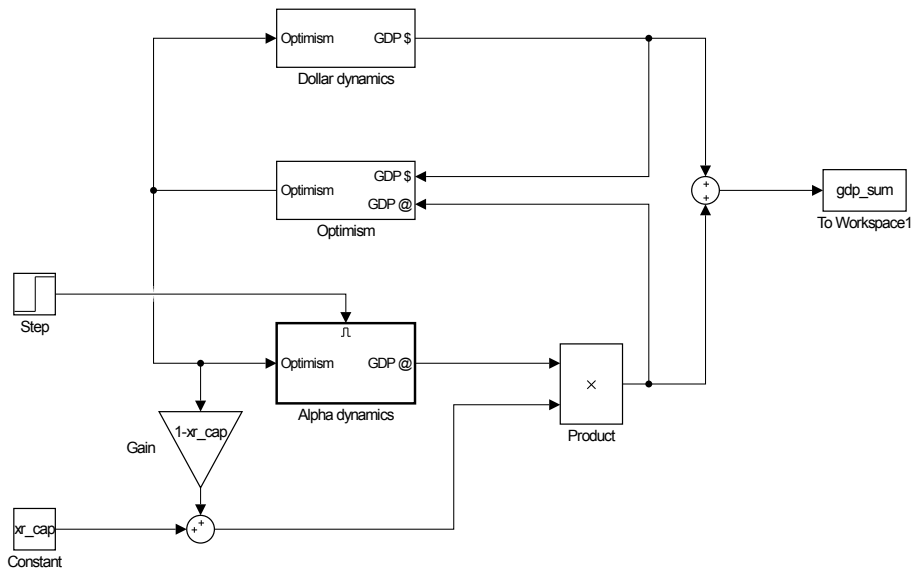 Optimism GDP $
Dollar dynamics
Optimism GDP $
GDP @
Optimism
gdp_sum
To Workspace1
+
+
Step
Optimism GDP @
Alpha dynamics
×
Product
1-xr_cap
Gain
xr_cap
Constant
+
+